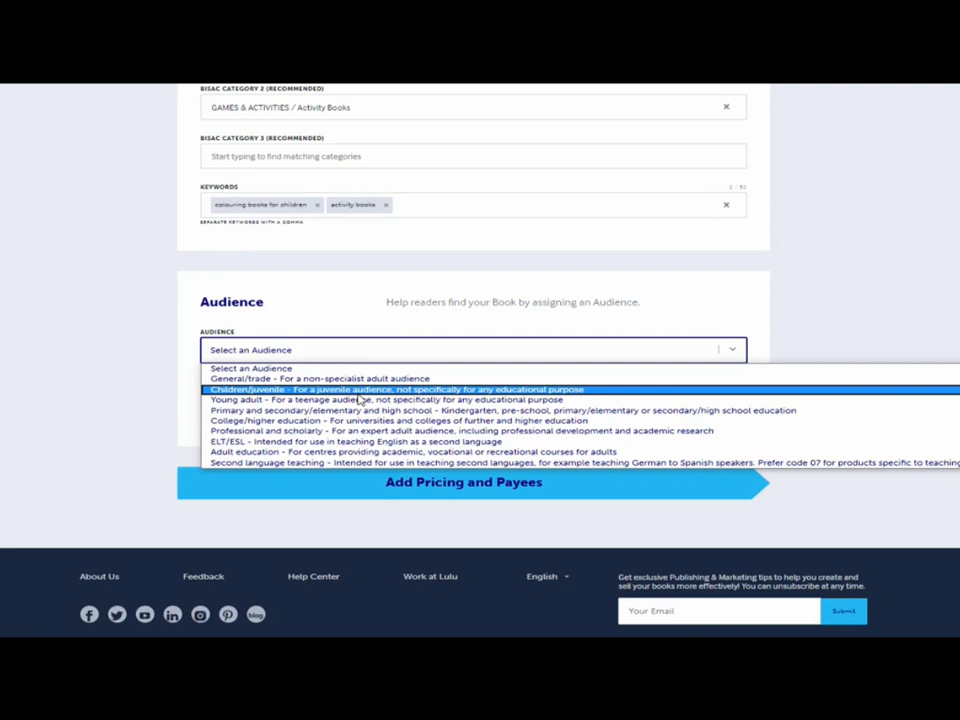 BISAC CATEGORY 2 (RECOMMENDED)
GAMES & ACTIVITIES / Activity Books
BISAC CATEGORY 3 (RECOMMENDED)
Start typing to find matching categories
KEYWORDS 2 / 50
colouring books for children × activity books ×
SEPARATE KEYWORDS WITH A COMMA
Audience Help readers find your Book by assigning an Audience.
AUDIENCE
Select an Audience
Select an Audience
General/trade - For a non-specialist adult audience
Children/juvenile - For a juvenile audience, not specifically for any educational purpose
Young adult - For a teenage audience, not specifically for any educational purpose
Primary and secondary/elementary and high school - Kindergarten, pre-school, primary/elementary or secondary/high school education
College/higher education - For universities and colleges of further and higher education
Professional and scholarly - For an expert adult audience, including professional development and academic research
ELT/ESL - Intended for use in teaching English as a second language
Adult education - For centres providing academic, vocational or recreational courses for adults
Second language teaching - Intended for use in teaching second languages, for example teaching German to Spanish speakers. Prefer code 07 for products specific to teaching
Add Pricing and Payees
About Us Feedback Help Center Work at Lulu English
Get exclusive Publishing & Marketing tips to help you create and
sell your books more effectively! You can unsubscribe at any time.
Your Email Submit
blog